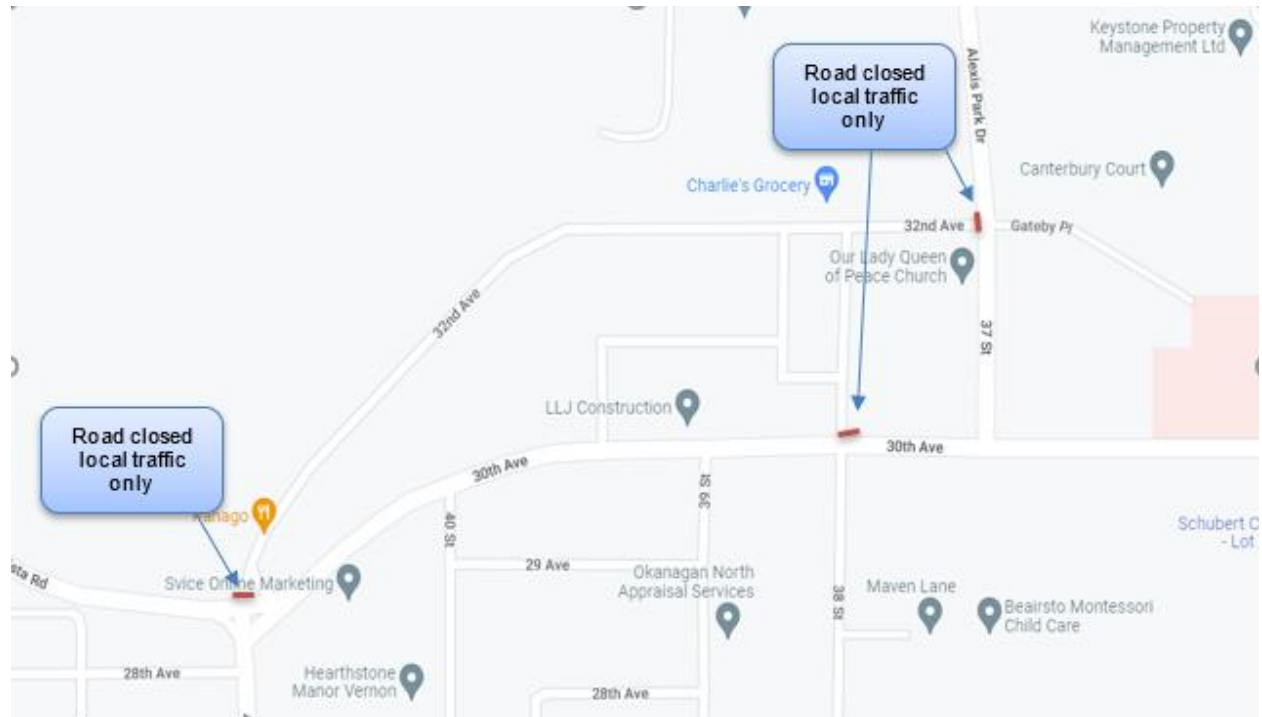 Keystone Property
Management Ltd
Road closed
local traffic
only
Alexis Park Dr
Canterbury Court
Charlie's Grocery
32nd Ave
Gateby Pl
Our Lady Queen
of Peace Church
32nd Ave
37 St
LLJ Construction
30th Ave
30th Ave
Road closed
local traffic
only
39 St
40 St
Schubert C
- Lot
sta Rd
Svice Online Marketing
29 Ave
Okanagan North
Appraisal Services
38 St
Maven Lane
Beairsto Montessori
Child Care
28th Ave
Hearthstone
Manor Vernon
28th Ave